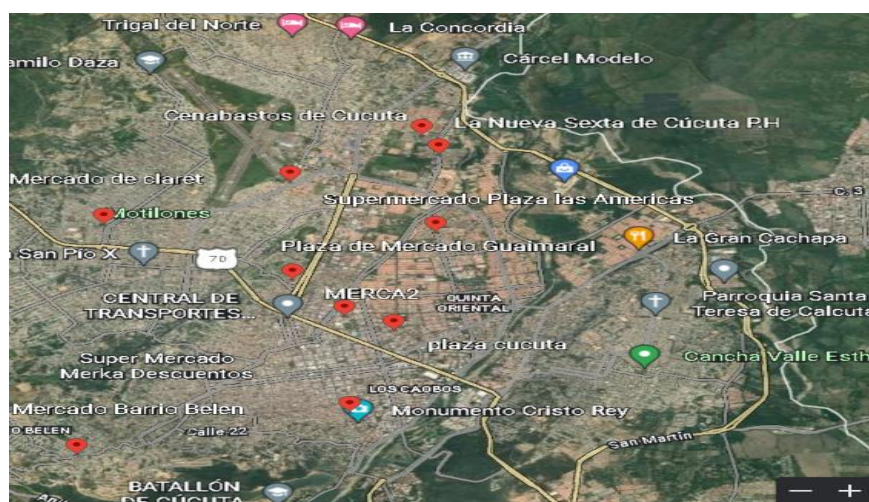 Trigal del Norte
La Concordia
amilo Daza
Cárcel Modelo
Cenabastos de Cucuta
La Nueva Sexta de Cúcuta P.H
Mercado de claret
C. 3
Supermercado Plaza las Americas
Motilones
San Pío X
70
Plaza de Mercado Guaimaral
La Gran Cachapa
CENTRAL DE
TRANSPORTES...
MERCA2
QUINTA
ORIENTAL
Parroquia Santa
Teresa de Calcuta
plaza cucuta
Super Mercado
Merka Descuentos
Cancha Valle Esth
LOS CAOBOS
Mercado Barrio Belen
Monumento Cristo Rey
O BELEN
Calle 22
San Martín
BATALLÓN
DE CÚCUTA